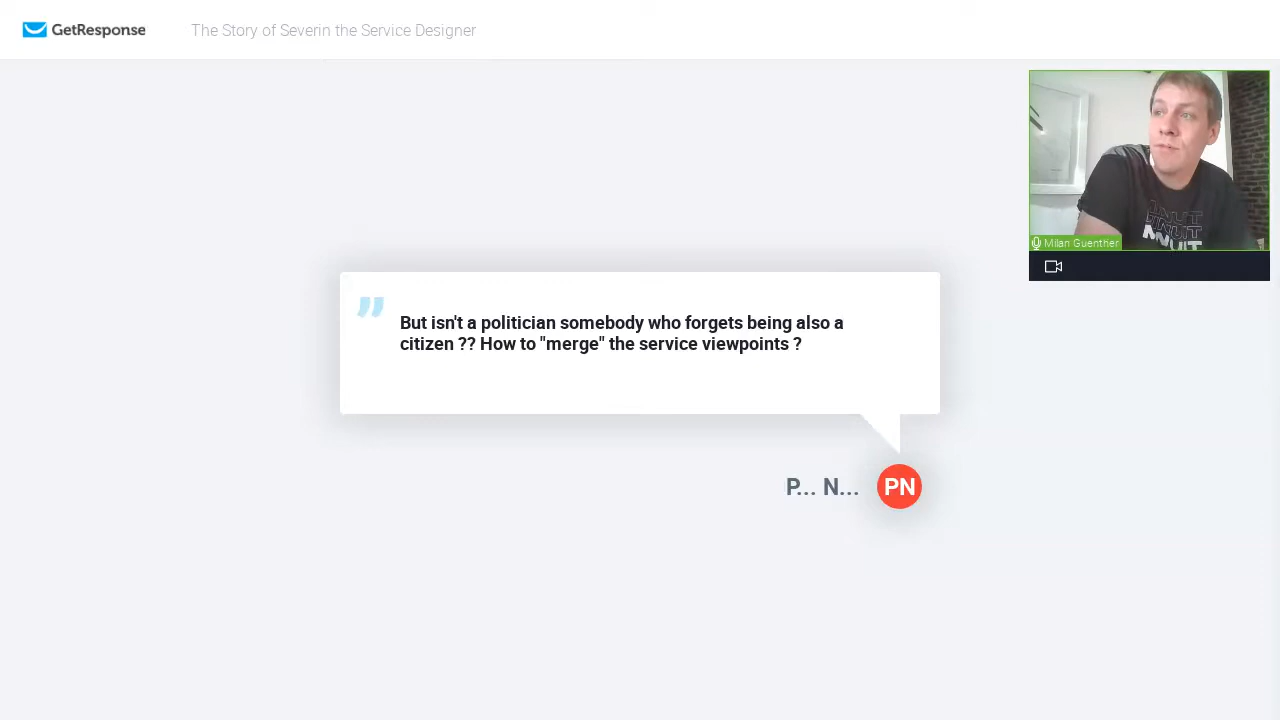 GetResponse
The Story of Severin the Service Designer
Milan Guenther
But isn't a politician somebody who forgets being also a
citizen ?? How to "merge" the service viewpoints ?
P... N...
PN